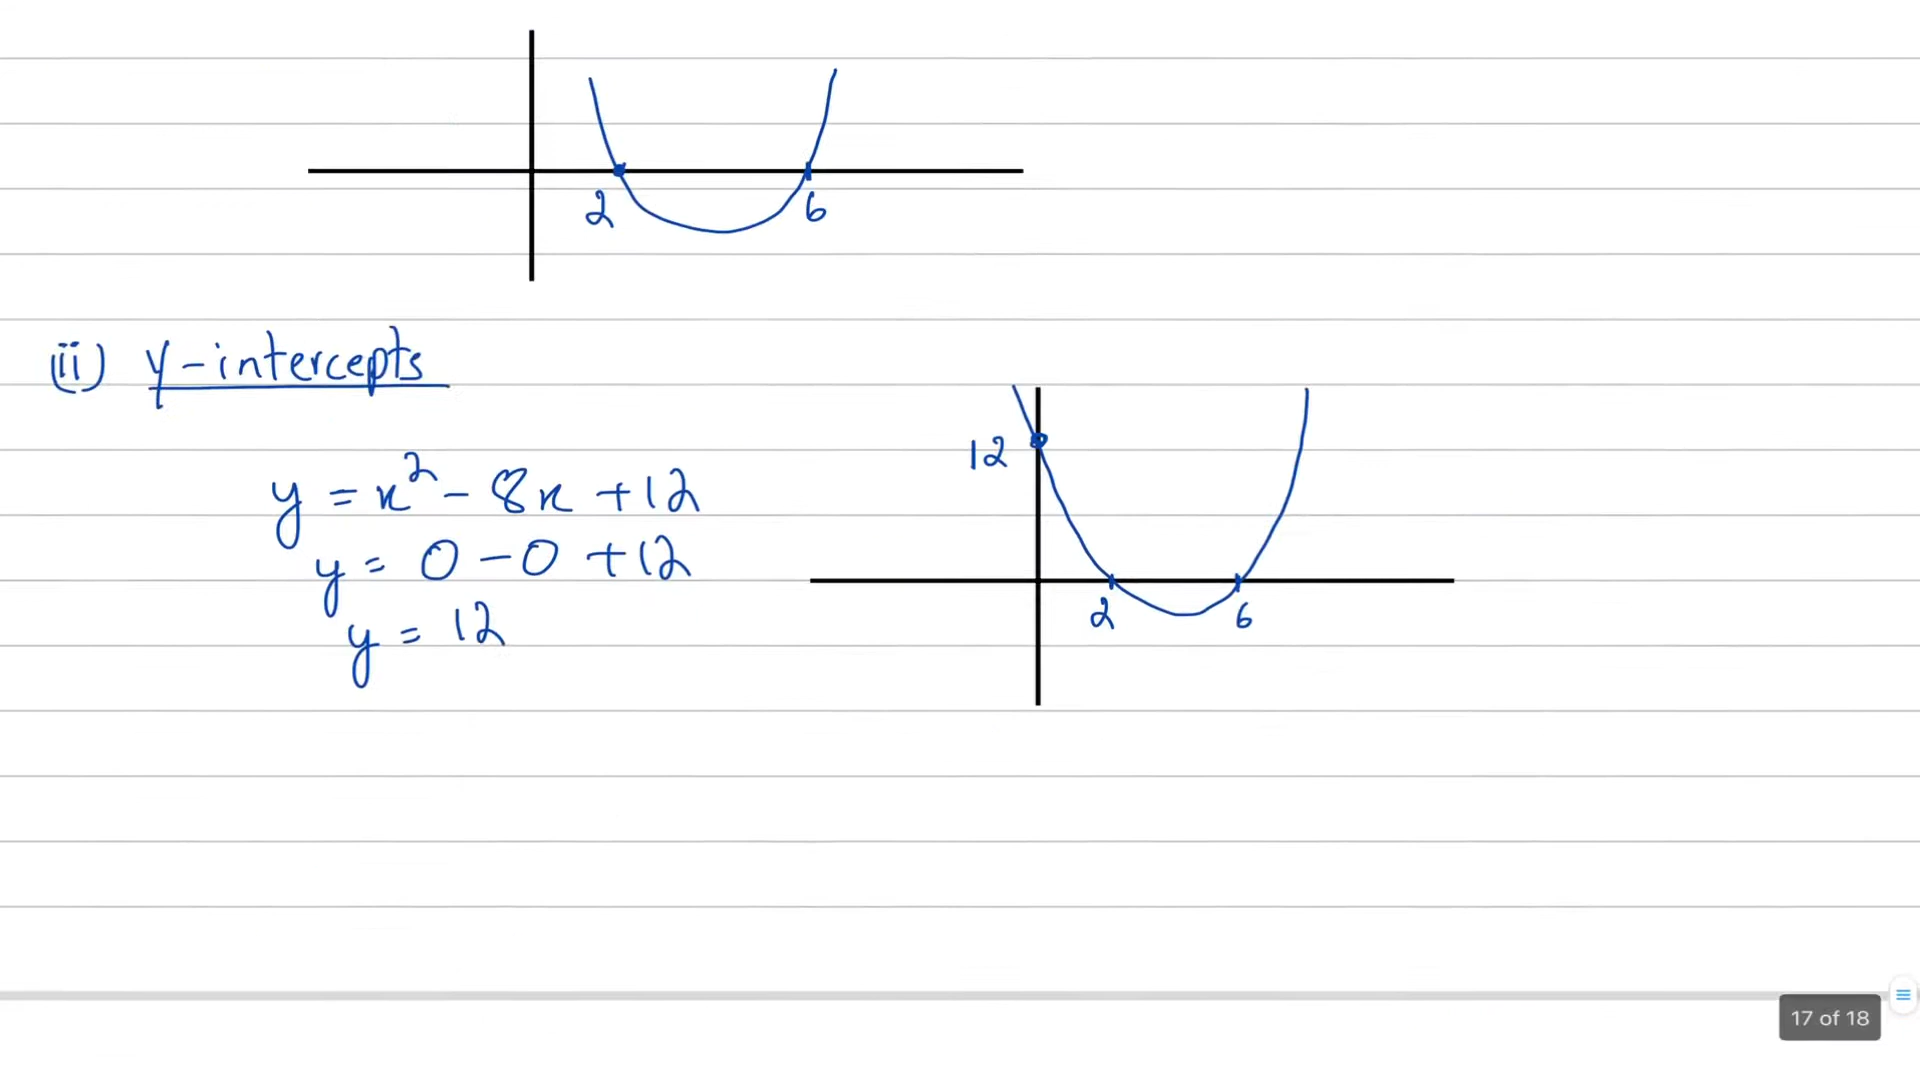 2 6
(ii) y-intercepts
12
y = x² - 8x + 12
y = 0 - 0 + 12
2 6
y = 12
17 of 18